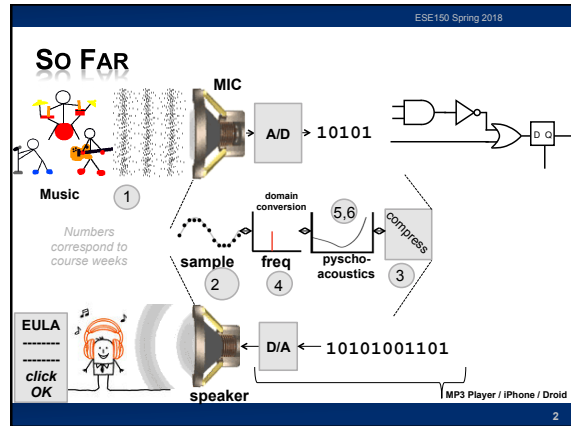 ESE150 Spring 2018
SO FAR
MIC
A/D
10101
D Q
Music
1
Numbers
correspond to
course weeks
sample
2
domain
conversion
freq
4
5,6
pyscho-
acoustics
compress
3
EULA
--------
--------
click
OK
speaker
D/A
10101001101
MP3 Player / iPhone / Droid
2